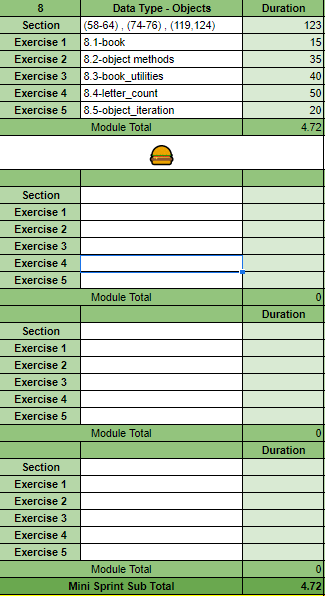 8 Data Type - Objects Duration
Section (58-64) , (74-76) , (119,124) 123
Exercise 1 8.1-book 15
Exercise 2 8.2-object methods 35
Exercise 3 8.3-book_utilities 40
Exercise 4 8.4-letter_count 50
Exercise 5 8.5-object_iteration 20
Module Total 4.72
Section
Exercise 1
Exercise 2
Exercise 3
Exercise 4
Exercise 5
Module Total 0
Duration
Section
Exercise 1
Exercise 2
Exercise 3
Exercise 4
Exercise 5
Module Total 0
Duration
Section
Exercise 1
Exercise 2
Exercise 3
Exercise 4
Exercise 5
Module Total 0
Mini Sprint Sub Total 4.72